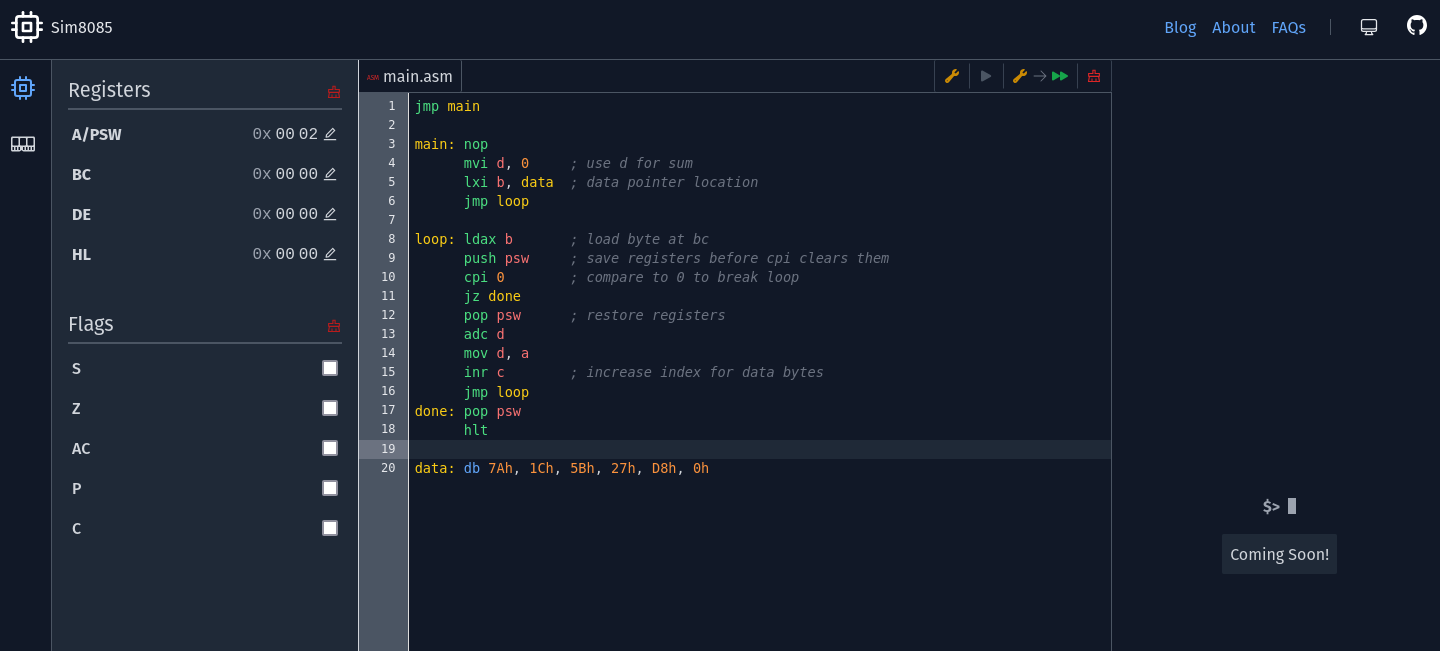 Sim8085
Blog About FAQs
Registers
A/PSW 0x 00 02
BC 0x 00 00
DE 0x 00 00
HL 0x 00 00
Flags
S
Z
AC
P
C
ASM main.asm
1 jmp main
2
3 main: nop
4 mvi d, 0 ; use d for sum
5 lxi b, data ; data pointer location
6 jmp loop
7
8 loop: ldax b ; load byte at bc
9 push psw ; save registers before cpi clears them
10 cpi 0 ; compare to 0 to break loop
11 jz done
12 pop psw ; restore registers
13 adc d
14 mov d, a
15 inr c ; increase index for data bytes
16 jmp loop
17 done: pop psw
18 hlt
19
20 data: db 7Ah, 1Ch, 5Bh, 27h, D8h, 0h
$>
Coming Soon!